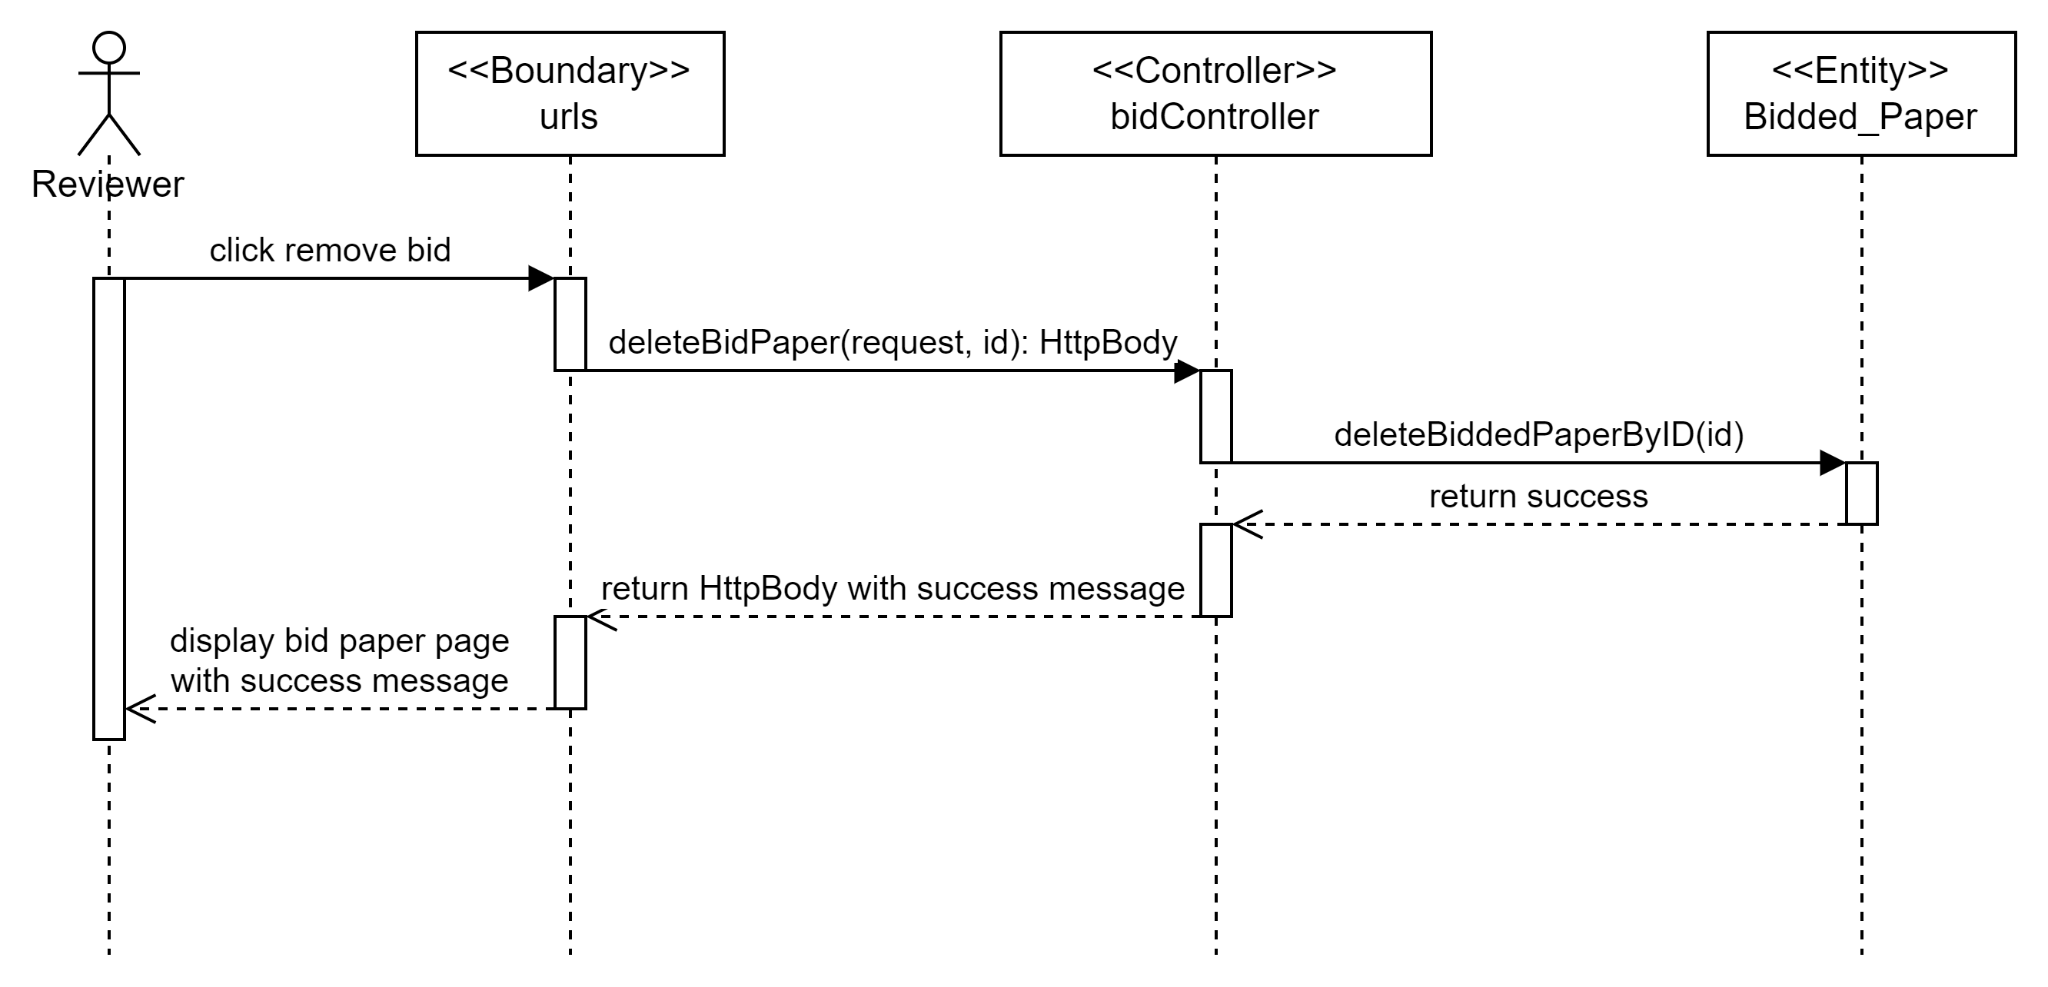 <<Boundary>>
urls
<<Controller>>
bidController
<<Entity>>
Bidded_Paper
Reviewer
click remove bid
deleteBidPaper(request, id): HttpBody
deleteBiddedPaperByID(id)
return success
return HttpBody with success message
display bid paper page
with success message